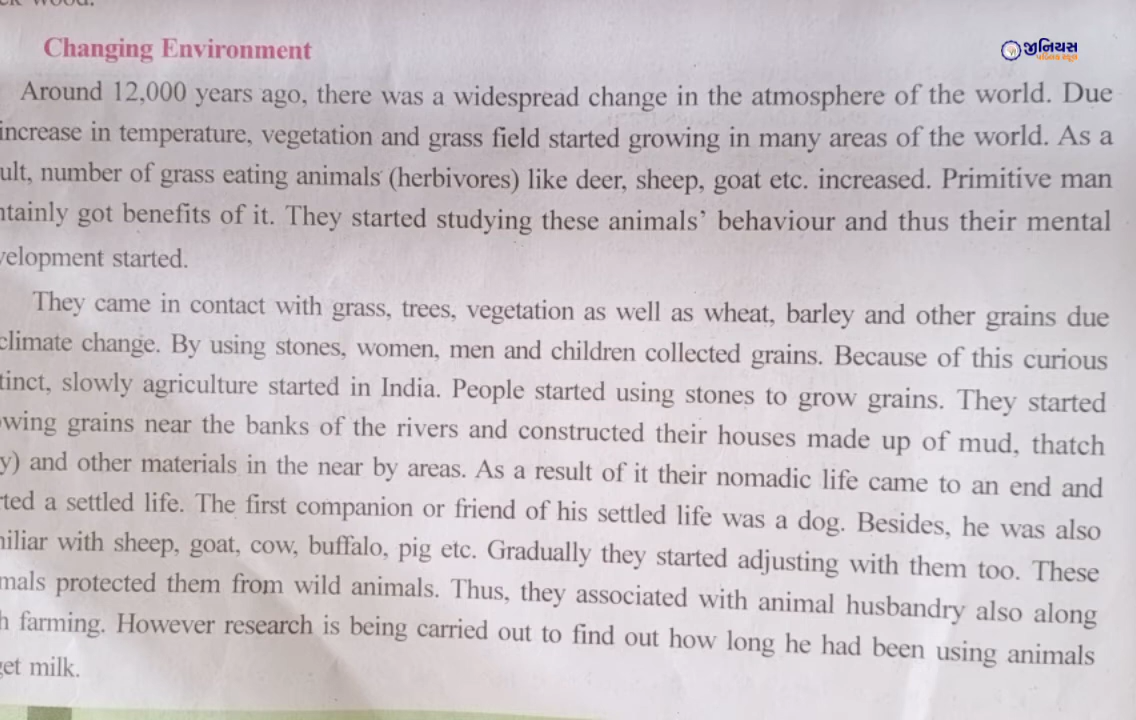 wood.
Changing Environment
જીનિયસ
Around 12,000 years ago, there was a widespread change in the atmosphere of the world. Due
increase in temperature, vegetation and grass field started growing in many areas of the world. As a
ult, number of grass eating animals (herbivores) like deer, sheep, goat etc. increased. Primitive man
tainly got benefits of it. They started studying these animals' behaviour and thus their mental
velopment started.
They came in contact with grass, trees, vegetation as well as wheat, barley and other grains due
climate change. By using stones, women, men and children collected grains. Because of this curious
tinct, slowly agriculture started in India. People started using stones to grow grains. They started
wing grains near the banks of the rivers and constructed their houses made up of mud, thatch
y) and other materials in the near by areas. As a result of it their nomadic life came to an end and
rted a settled life. The first companion or friend of his settled life was a dog. Besides, he was also
iliar with sheep, goat, cow, buffalo, pig etc. Gradually they started adjusting with them too. These
mals protected them from wild animals. Thus, they associated with animal husbandry also along
h farming. However research is being carried out to find out how long he had been using animals
get milk.